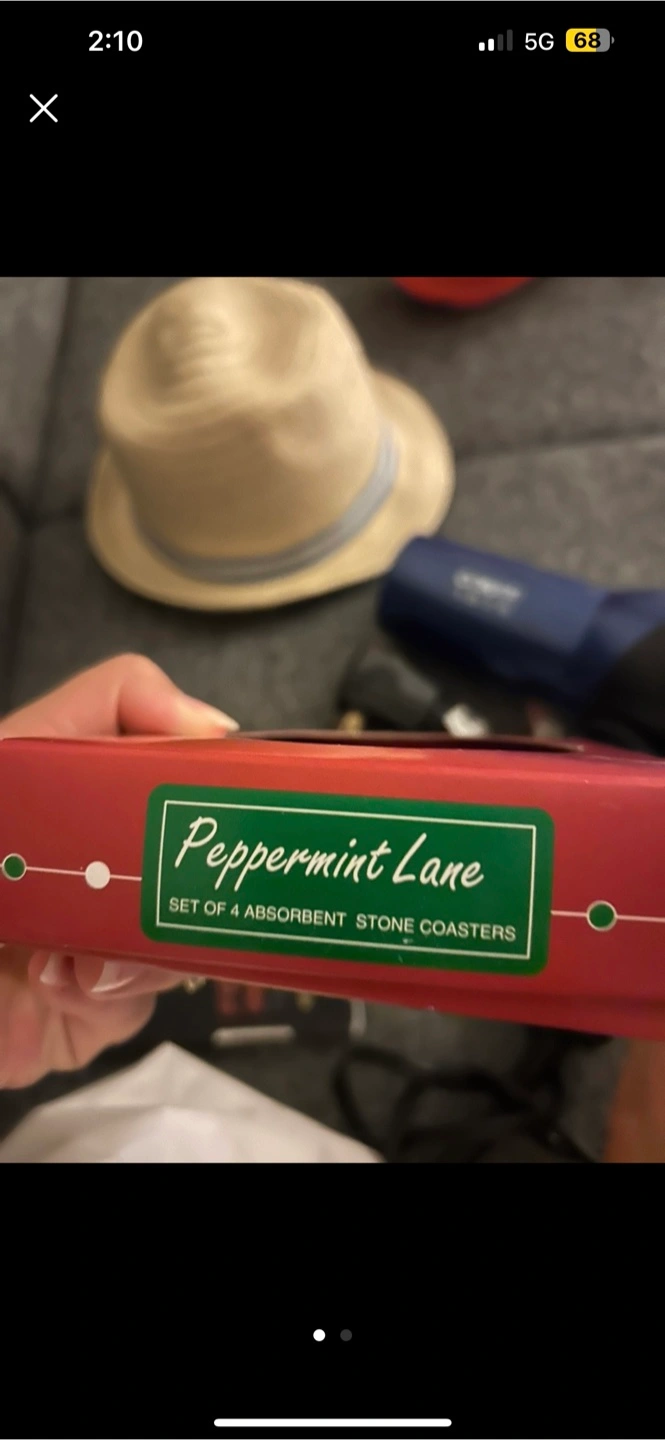 2:10
5G
68
Peppermint Lane
SET OF 4 ABSORBENT STONE COASTERS